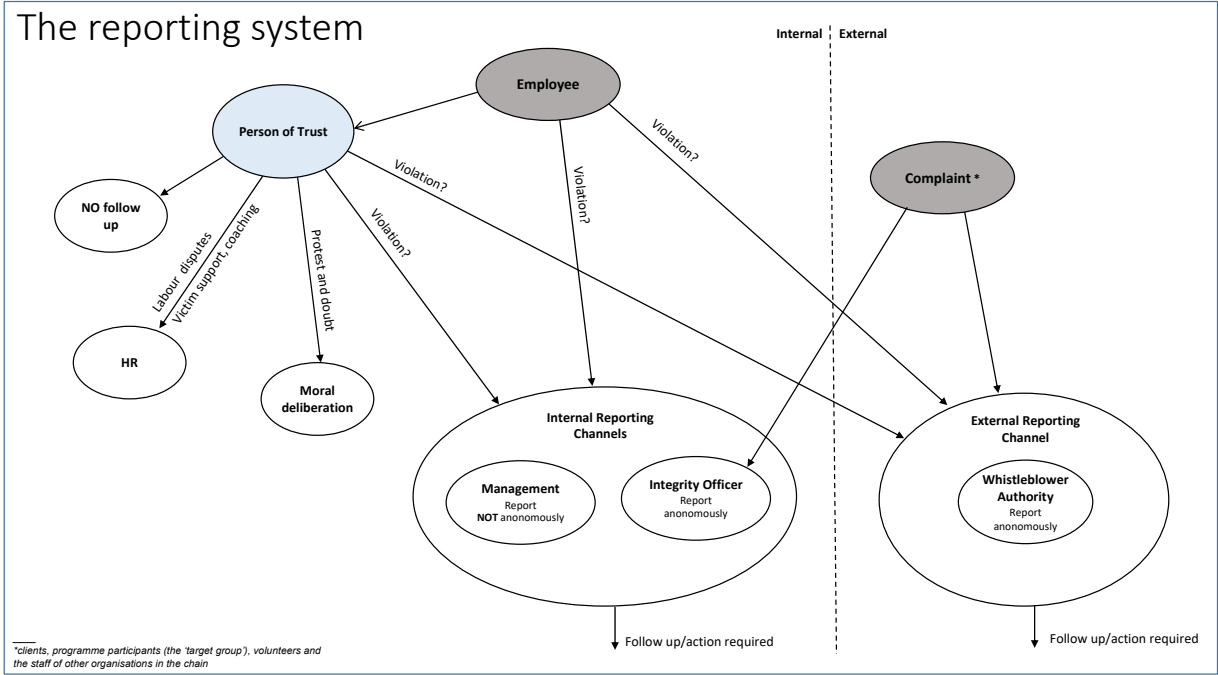 The reporting system
Internal
External
Employee
Person of Trust
Complaint *
Violation?
Violation?
Violation?
Violation?
NO follow
up
Labour disputes
Victim support, coaching
Protest and doubt
HR
Moral
deliberation
Internal Reporting
Channels
Management
Report
NOT anonomously
Integrity Officer
Report
anonomously
External Reporting
Channel
Whistleblower
Authority
Report
anonomously
Follow up/action required
Follow up/action required
*clients, programme participants (the 'target group'), volunteers and
the staff of other organisations in the chain